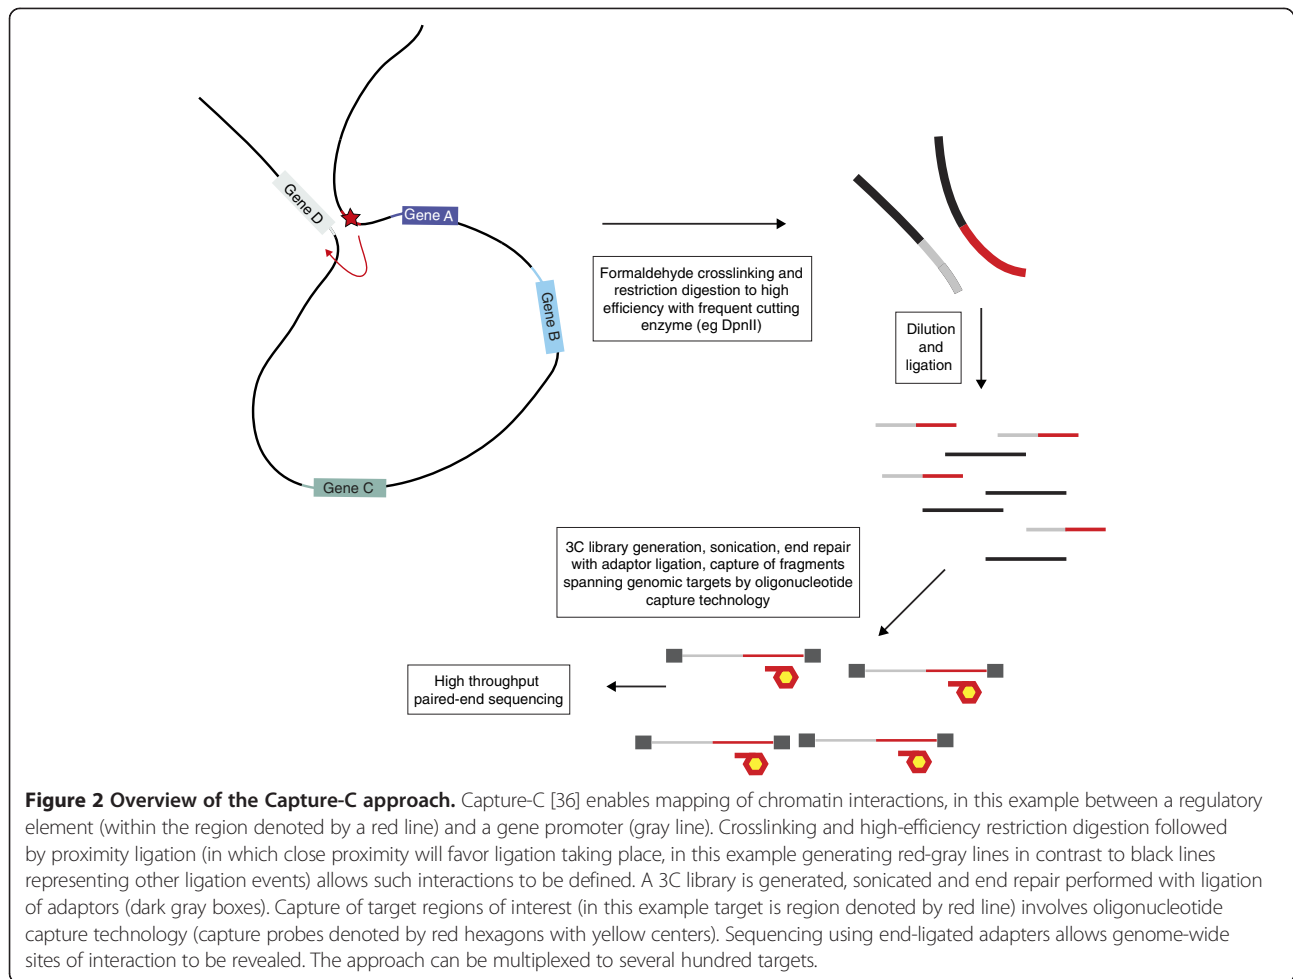 Gene D
Gene A
Gene B
Gene C
Formaldehyde crosslinking and
restriction digestion to high
efficiency with frequent cutting
enzyme (eg DpnII)
Dilution
and
ligation
3C library generation, sonication, end repair
with adaptor ligation, capture of fragments
spanning genomic targets by oligonucleotide
capture technology
High throughput
paired-end sequencing
Figure 2 Overview of the Capture-C approach. Capture-C [36] enables mapping of chromatin interactions, in this example between a regulatory
element (within the region denoted by a red line) and a gene promoter (gray line). Crosslinking and high-efficiency restriction digestion followed
by proximity ligation (in which close proximity will favor ligation taking place, in this example generating red-gray lines in contrast to black lines
representing other ligation events) allows such interactions to be defined. A 3C library is generated, sonicated and end repair performed with ligation
of adaptors (dark gray boxes). Capture of target regions of interest (in this example target is region denoted by red line) involves oligonucleotide
capture technology (capture probes denoted by red hexagons with yellow centers). Sequencing using end-ligated adapters allows genome-wide
sites of interaction to be revealed. The approach can be multiplexed to several hundred targets.